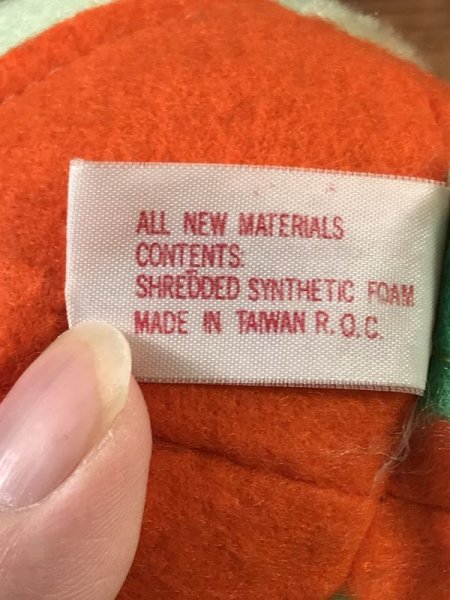 ALL NEW MATERIALS
CONTENTS:
SHREDDED SYNTHETIC FOAM
MADE IN TAIWAN R.O.C.